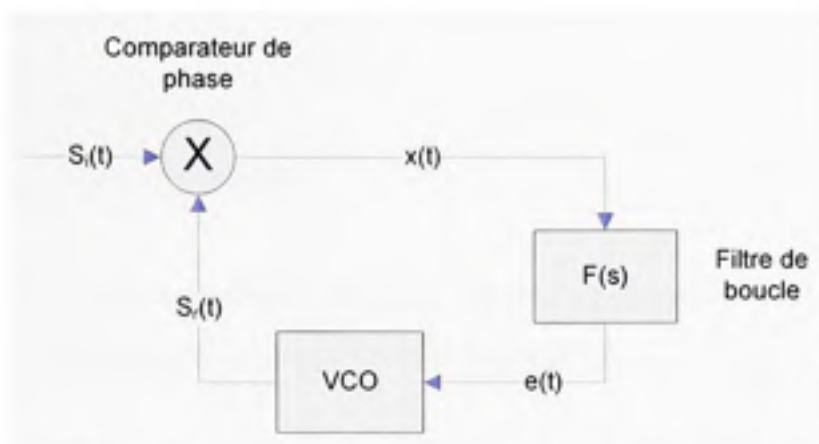 Comparateur de
phase
Sᵢ(t)
X
x(t)
F(s)
Filtre de
boucle
Sᵣ(t)
VCO
e(t)